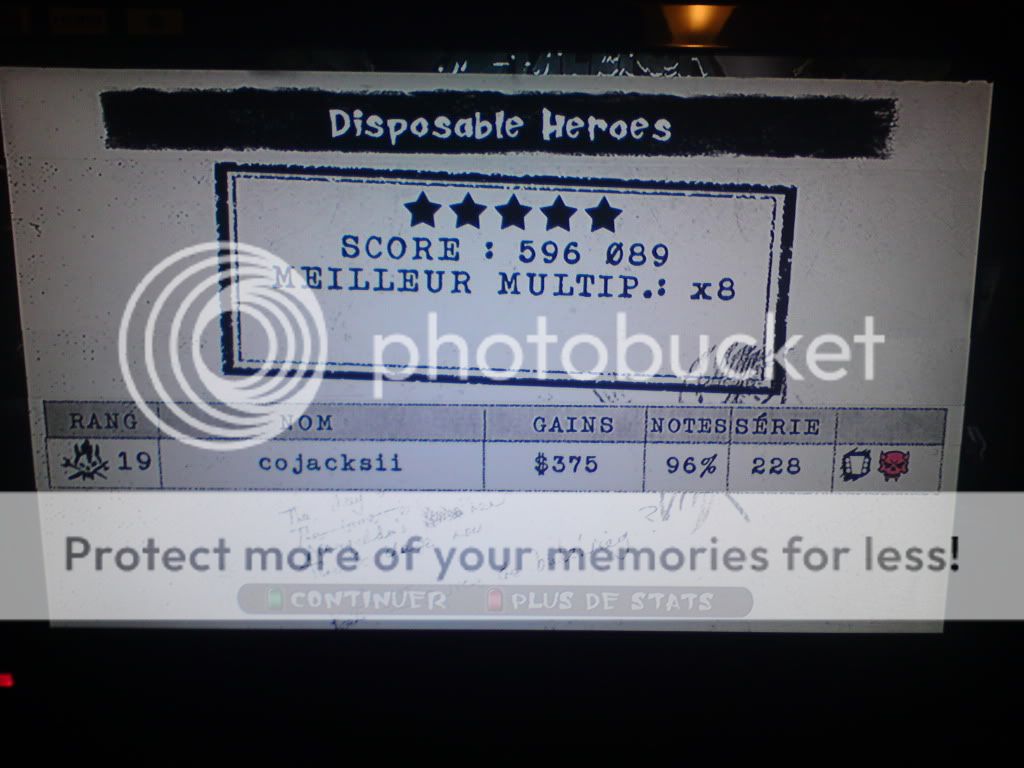 Disposable Heroes
SCORE : 596 089
MEILLEUR MULTIP.: x8
photobucket
RANG NOM GAINS NOTES SÉRIE
19 cojacksii $375 96% 228
Protect more of your memories for less!
CONTINUER PLUS DE STATS